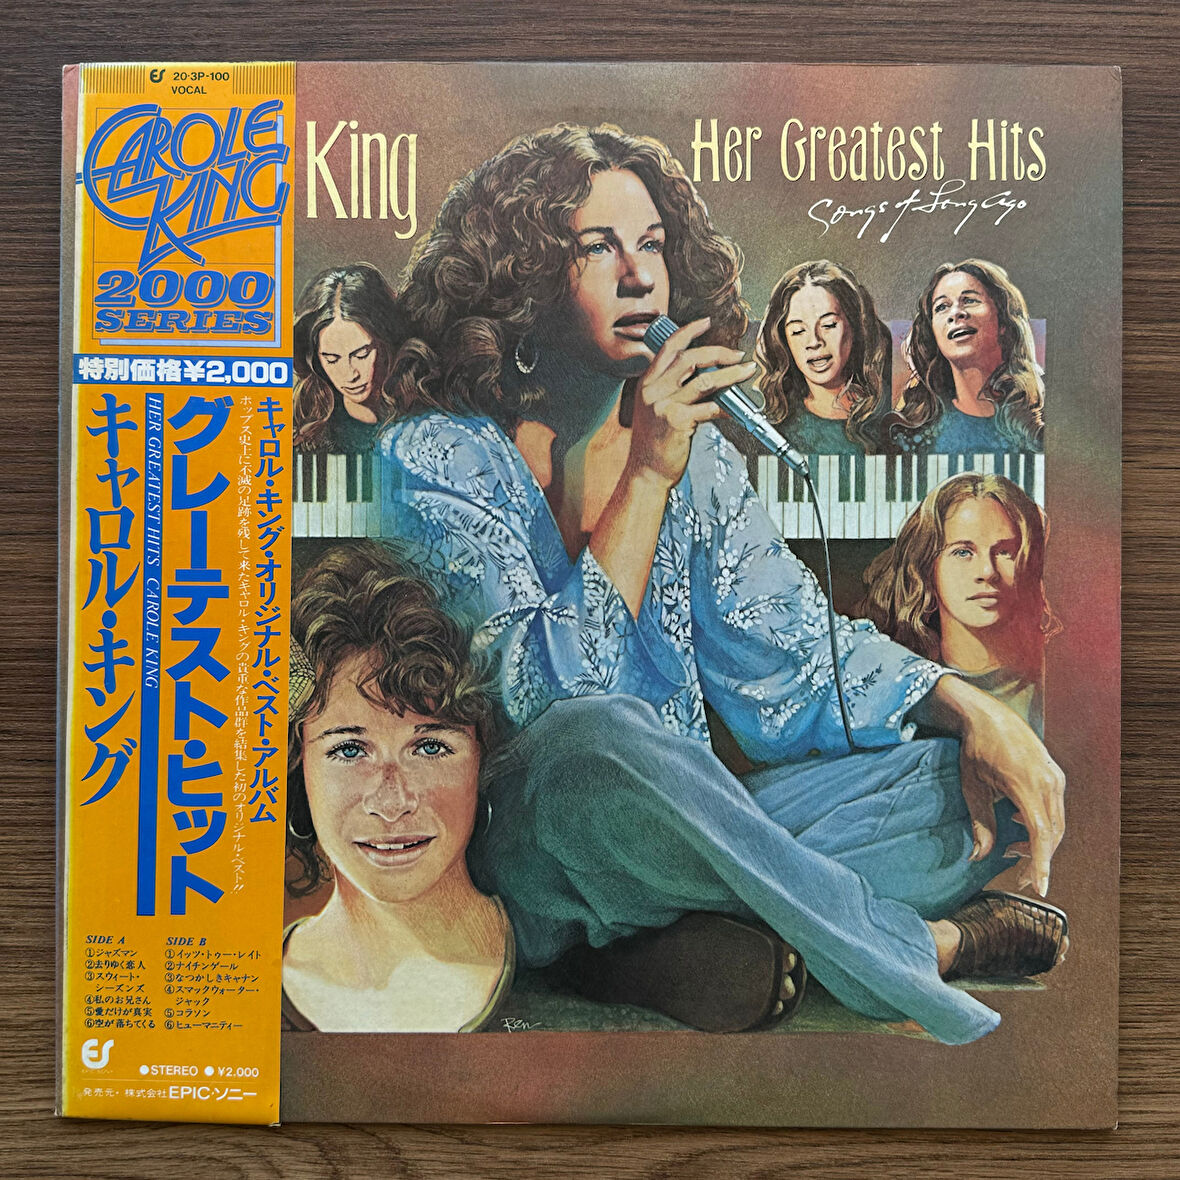 ES 20・3P-100
VOCAL
CAROLE
KING
2000
SERIES
特別価格¥2,000
キャロル・キング・オリジナル・ベスト・アルバム
ポップス史上に不滅の足跡を残して来たキャロル・キングの貴重な作品群を結集した初のオリジナル・ベスト!!
グレーテスト・ヒット
HER GREATEST HITS CAROLE KING
キャロル・キング
SIDE A
①ジャズマン
②去りゆく恋人
③スウィート・
シーズンズ
④私のお兄さん
⑤愛だけが真実
⑥空が落ちてくる
SIDE B
①イッツ・トゥー・レイト
②ナイチンゲール
③なつかしきキャナン
④スマックウォーター・
ジャック
⑤コラソン
⑥ヒューマニティー
ES
EPIC・SONY
●STEREO ●¥2.000
発売元・株式会社EPIC・ソニー
King
Her Greatest Hits
Songs of Long Ago
Ren